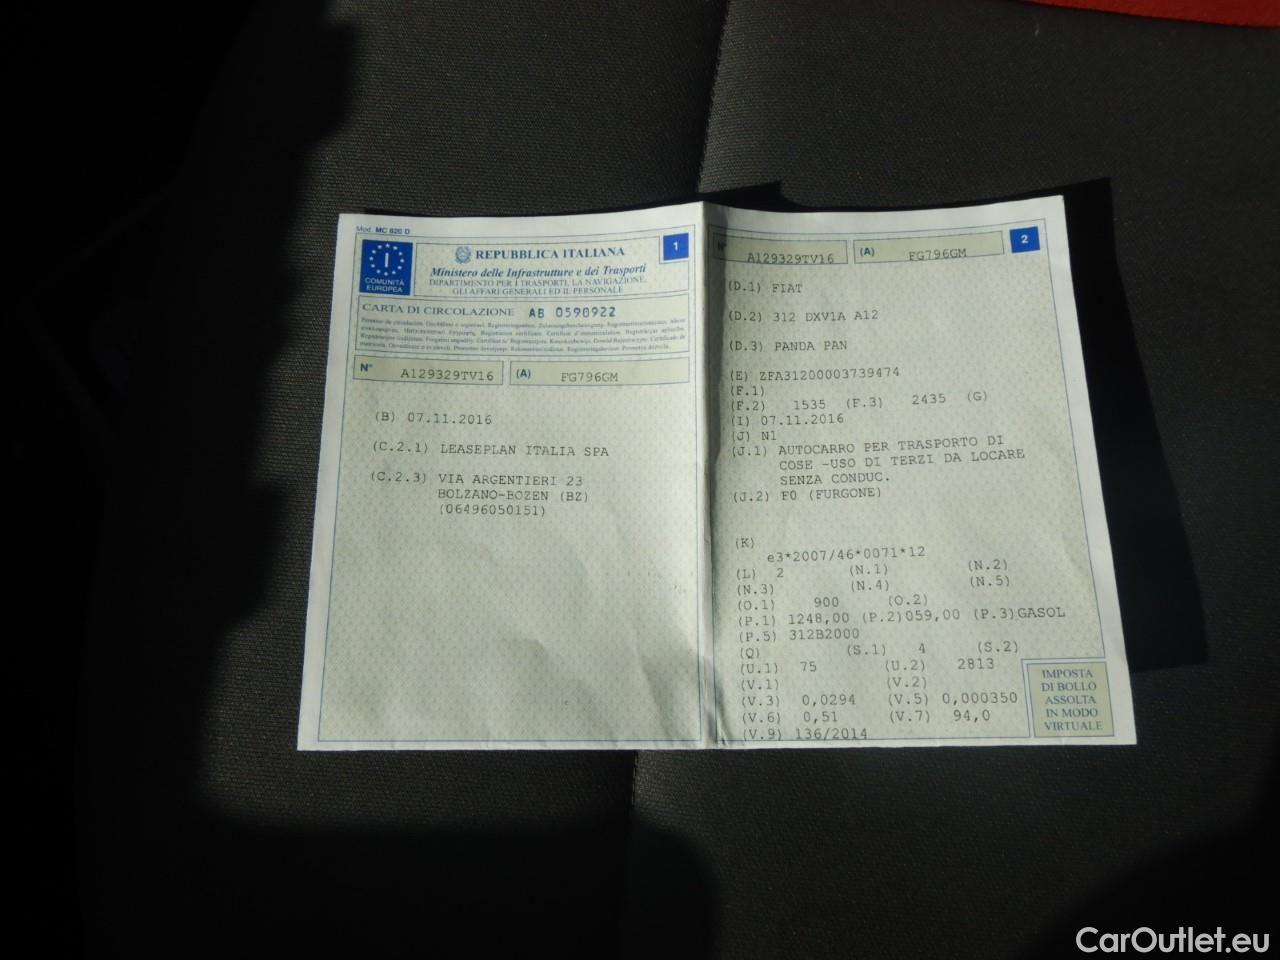 Mod. MC 820 D
1
I
COMUNITÀ
EUROPEA
REPUBBLICA ITALIANA
Ministero delle Infrastrutture e dei Trasporti
DIPARTIMENTO PER I TRASPORTI, LA NAVIGAZIONE,
GLI AFFARI GENERALI ED IL PERSONALE
CARTA DI CIRCOLAZIONE AB 0590922
N° A129329TV16 (A) FG796GM
(B) 07.11.2016
(C.2.1) LEASEPLAN ITALIA SPA
(C.2.3) VIA ARGENTIERI 23
BOLZANO-BOZEN (BZ)
(06496050151)
2
N° A129329TV16 (A) FG796GM
(D.1) FIAT
(D.2) 312 DXV1A A12
(D.3) PANDA PAN
(E) ZFA31200003739474
(F.1)
(F.2) 1535 (F.3) 2435 (G)
(I) 07.11.2016
(J) N1
(J.1) AUTOCARRO PER TRASPORTO DI
COSE -USO DI TERZI DA LOCARE
SENZA CONDUC.
(J.2) F0 (FURGONE)
(K)
e3*2007/46*0071*12
(L) 2 (N.1) (N.2)
(N.3) (N.4) (N.5)
(O.1) 900 (O.2)
(P.1) 1248,00 (P.2)059,00 (P.3)GASOL
(P.5) 312B2000
(Q) (S.1) 4 (S.2)
(U.1) 75 (U.2) 2813
(V.1) (V.2)
(V.3) 0,0294 (V.5) 0,000350
(V.6) 0,51 (V.7) 94,0
(V.9) 136/2014
IMPOSTA
DI BOLLO
ASSOLTA
IN MODO
VIRTUALE
CarOutlet.eu